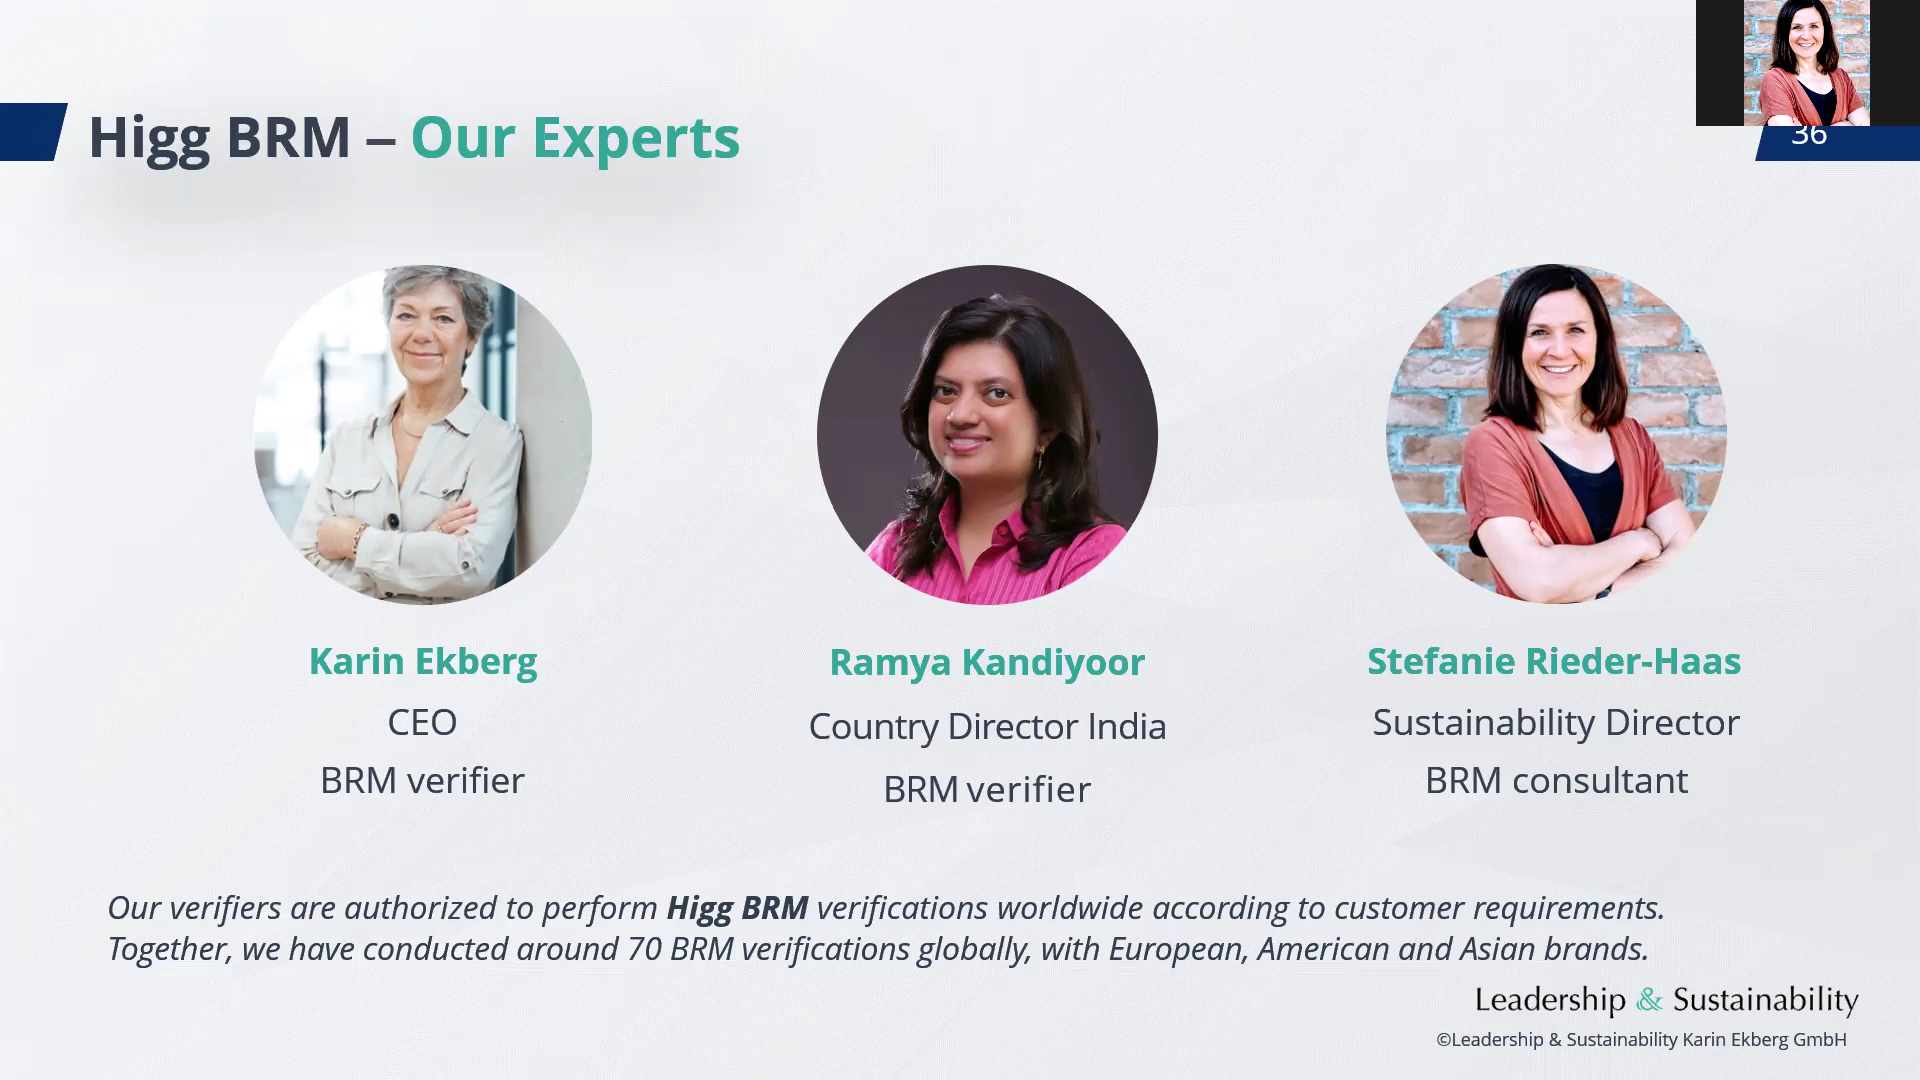 Higg BRM – Our Experts
36
Karin Ekberg
CEO
BRM verifier
Ramya Kandiyoor
Country Director India
BRM verifier
Stefanie Rieder-Haas
Sustainability Director
BRM consultant
Our verifiers are authorized to perform Higg BRM verifications worldwide according to customer requirements.
Together, we have conducted around 70 BRM verifications globally, with European, American and Asian brands.
Leadership & Sustainability
©Leadership & Sustainability Karin Ekberg GmbH